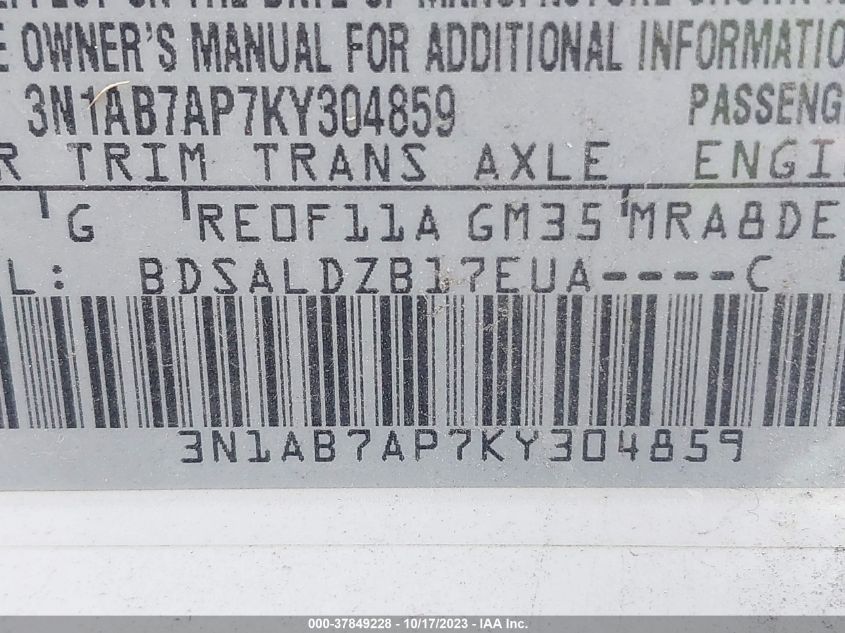 E OWNER'S MANUAL FOR ADDITIONAL INFORMATIO
3N1AB7AP7KY304859 PASSENG
R TRIM TRANS AXLE ENGI
G RE0F11A GM35 MRA8DE
L: BDSALDZB17EUA----C
3N1AB7AP7KY304859
000-37849228 - 10/17/2023 - IAA Inc.